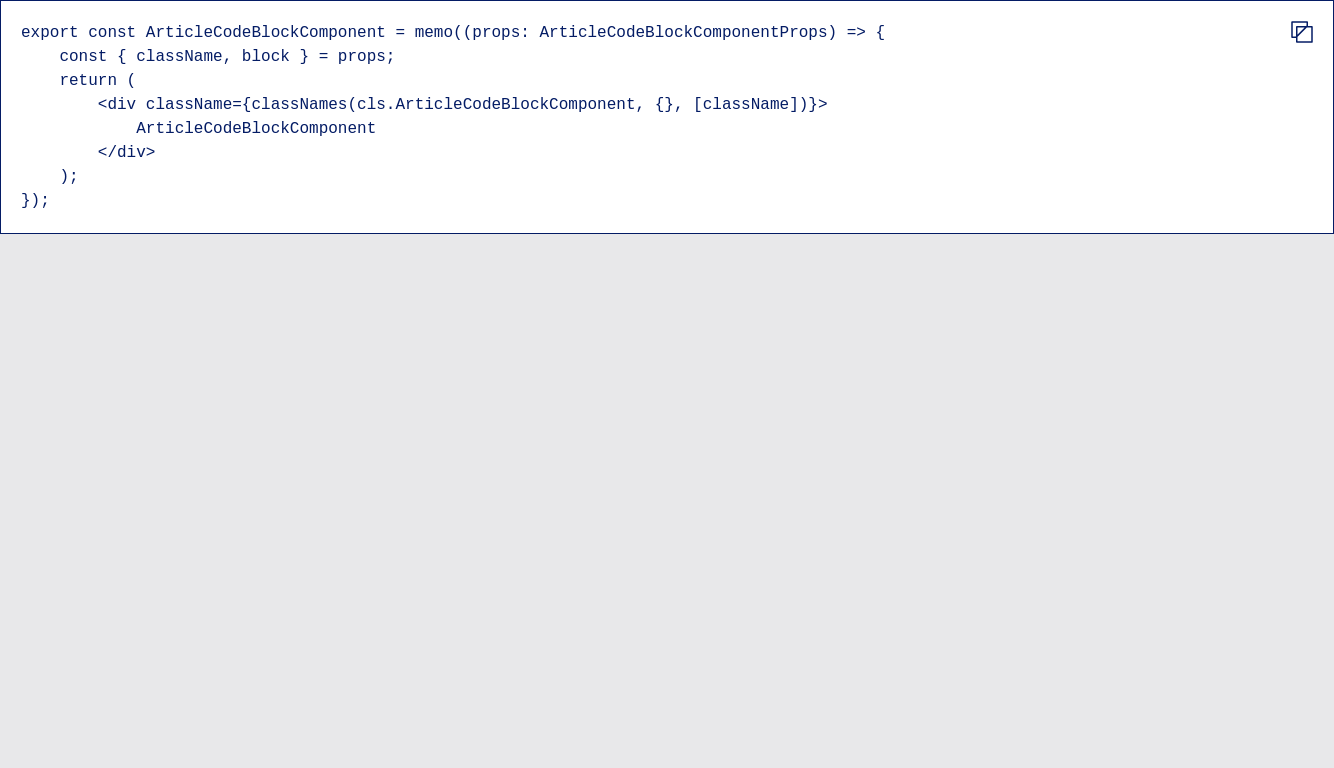 export const ArticleCodeBlockComponent = memo((props: ArticleCodeBlockComponentProps) => {
    const { className, block } = props;
    return (
        <div className={classNames(cls.ArticleCodeBlockComponent, {}, [className])}>
            ArticleCodeBlockComponent
        </div>
    );
});